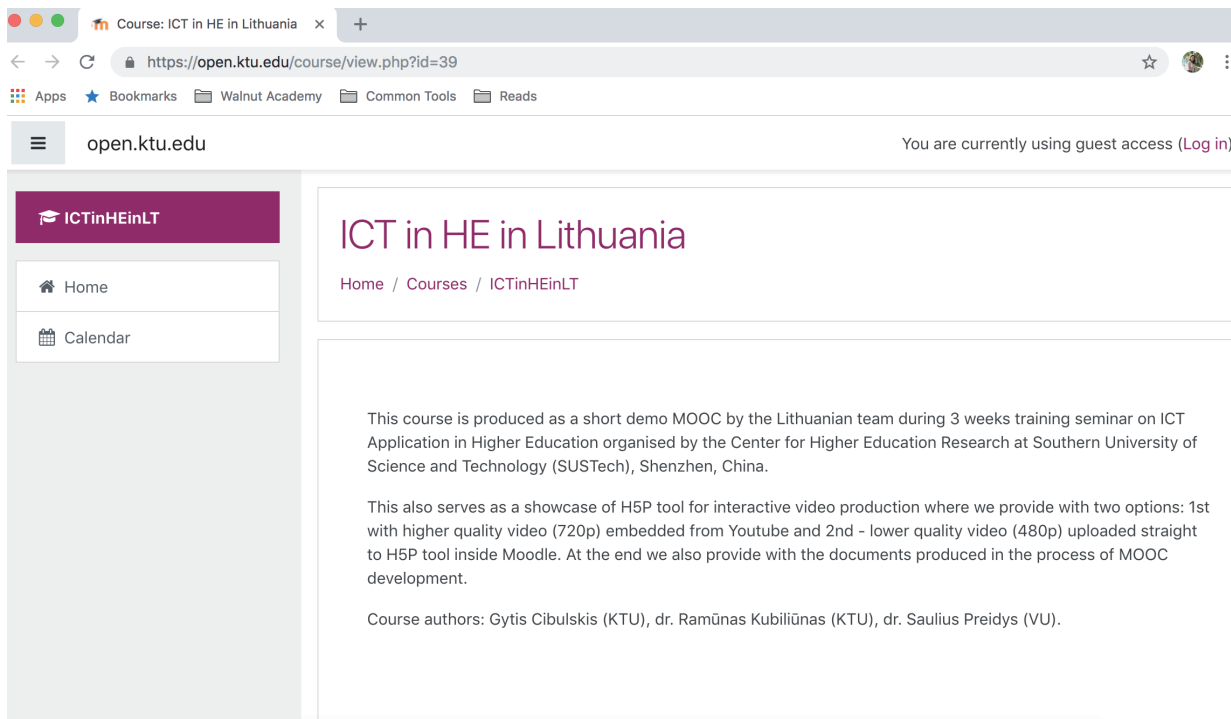 Course: ICT in HE in Lithuania
https://open.ktu.edu/course/view.php?id=39
Apps Bookmarks Walnut Academy Common Tools Reads
open.ktu.edu
You are currently using guest access (Log in)
ICTinHEinLT
Home
Calendar
ICT in HE in Lithuania
Home / Courses / ICTinHEinLT
This course is produced as a short demo MOOC by the Lithuanian team during 3 weeks training seminar on ICT
Application in Higher Education organised by the Center for Higher Education Research at Southern University of
Science and Technology (SUSTech), Shenzhen, China.
This also serves as a showcase of H5P tool for interactive video production where we provide with two options: 1st
with higher quality video (720p) embedded from Youtube and 2nd - lower quality video (480p) uploaded straight
to H5P tool inside Moodle. At the end we also provide with the documents produced in the process of MOOC
development.
Course authors: Gytis Cibulskis (KTU), dr. Ramūnas Kubiliūnas (KTU), dr. Saulius Preidys (VU).